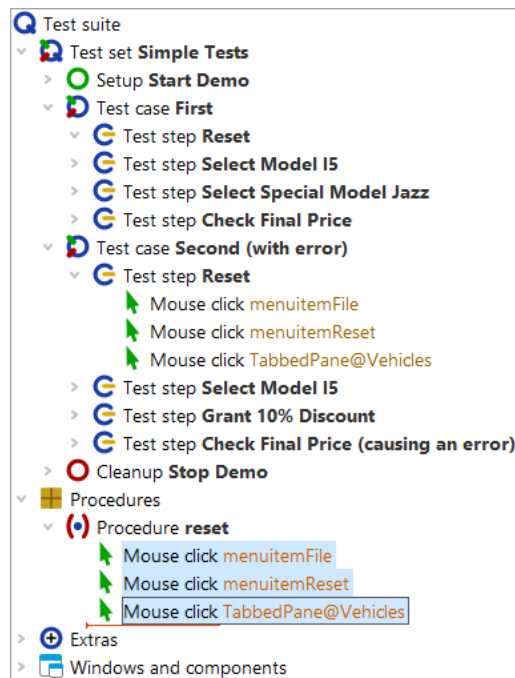 Test suite
Test set Simple Tests
Setup Start Demo
Test case First
Test step Reset
Test step Select Model I5
Test step Select Special Model Jazz
Test step Check Final Price
Test case Second (with error)
Test step Reset
Mouse click menuitemFile
Mouse click menuitemReset
Mouse click TabbedPane@Vehicles
Test step Select Model I5
Test step Grant 10% Discount
Test step Check Final Price (causing an error)
Cleanup Stop Demo
Procedures
Procedure reset
Mouse click menuitemFile
Mouse click menuitemReset
Mouse click TabbedPane@Vehicles
Extras
Windows and components